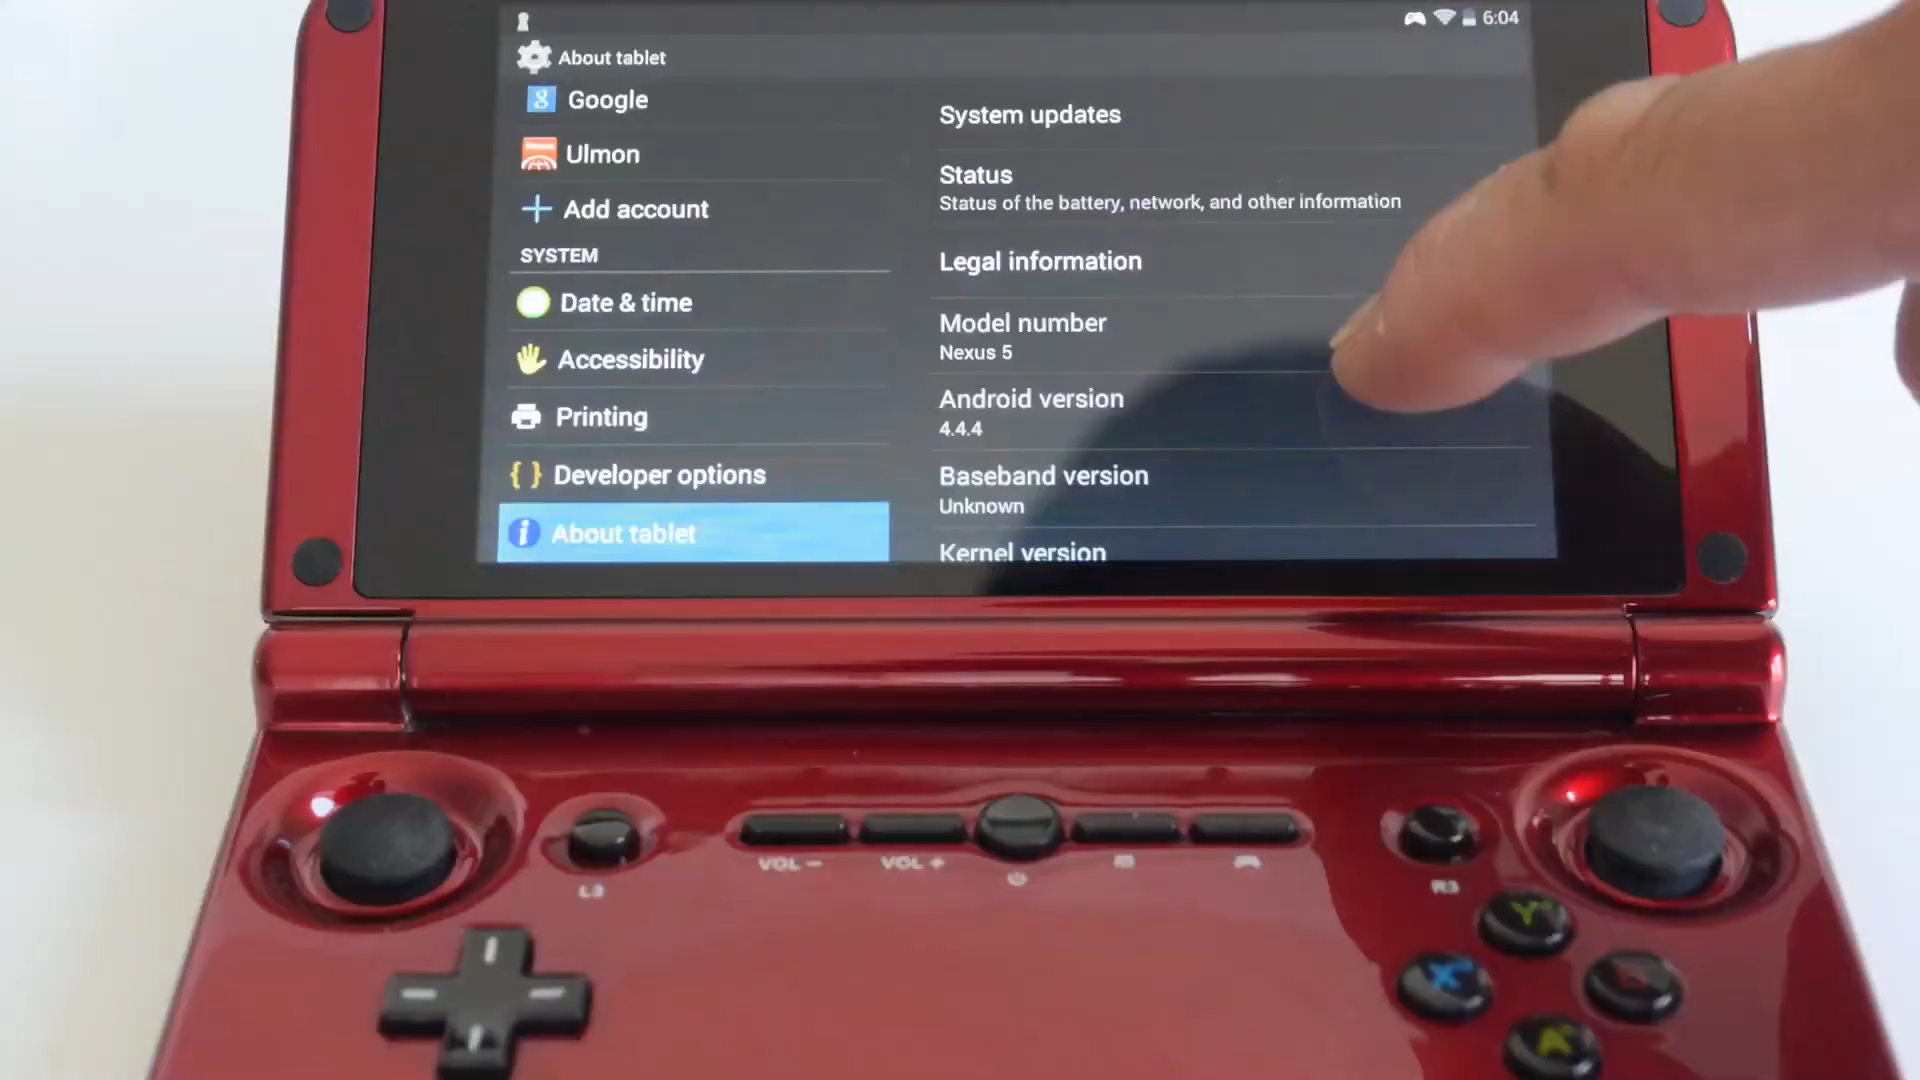 6:04
About tablet
Google
Ulmon
Add account
SYSTEM
Date & time
Accessibility
Printing
Developer options
About tablet
System updates
Status
Status of the battery, network, and other information
Legal information
Model number
Nexus 5
Android version
4.4.4
Baseband version
Unknown
Kernel version
L3
VOL −
VOL +
R3
Y
X
A